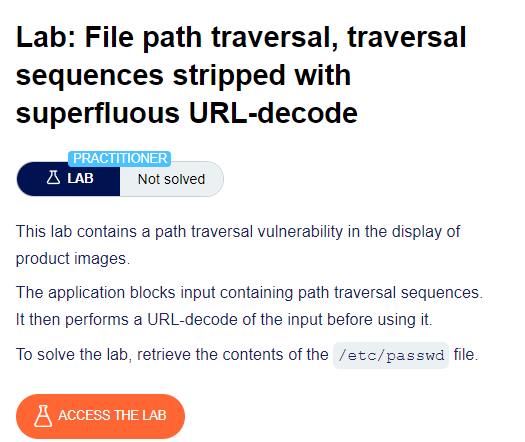 Lab: File path traversal, traversal
sequences stripped with
superfluous URL-decode
PRACTITIONER
LAB
Not solved
This lab contains a path traversal vulnerability in the display of
product images.
The application blocks input containing path traversal sequences.
It then performs a URL-decode of the input before using it.
To solve the lab, retrieve the contents of the /etc/passwd file.
ACCESS THE LAB